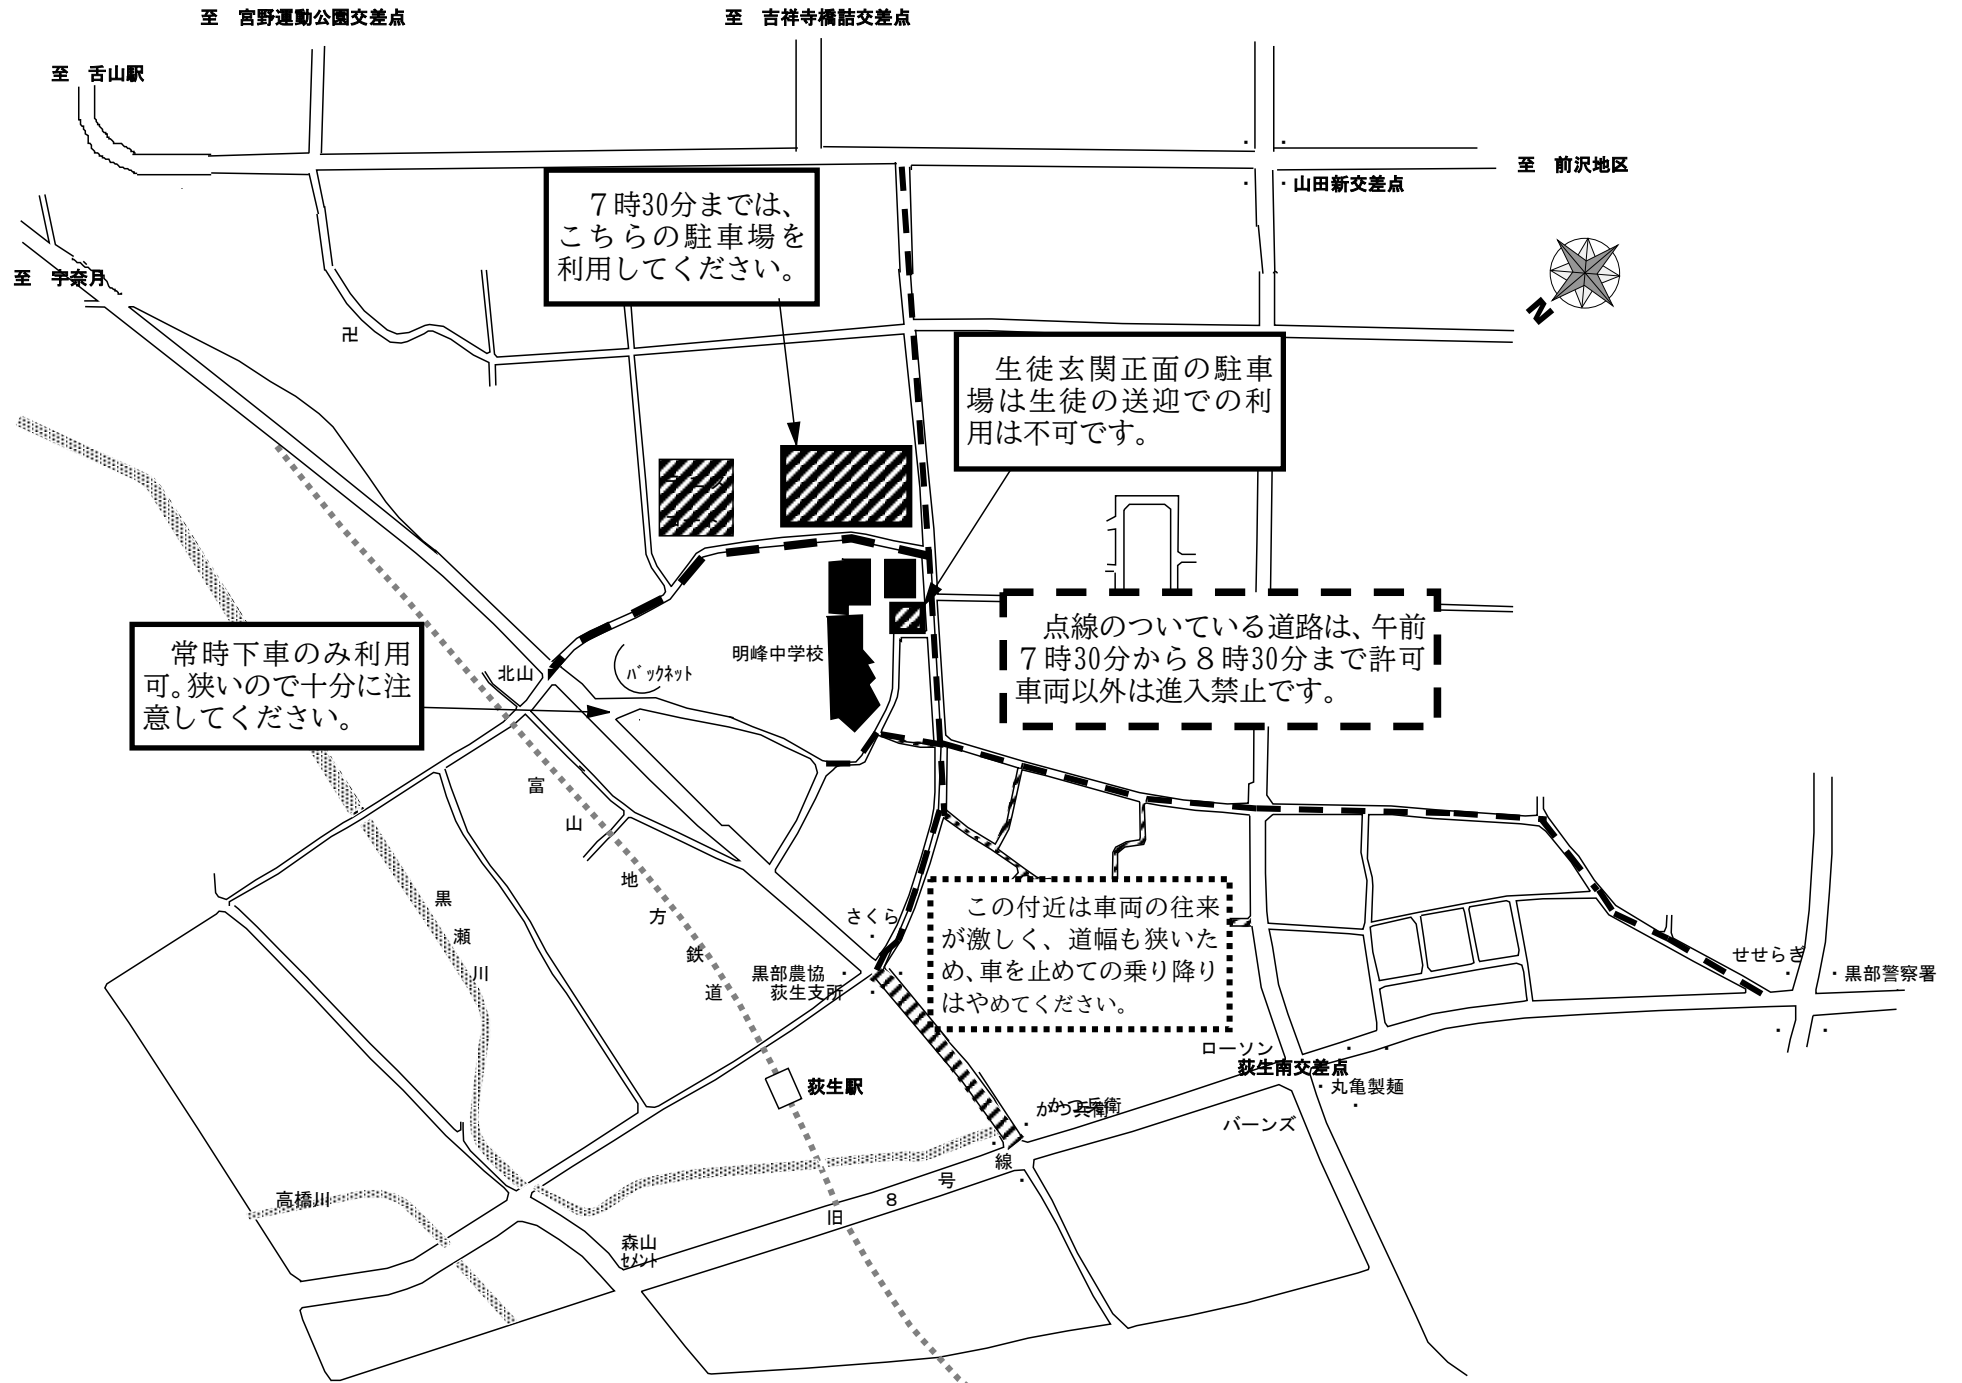 至　宮野運動公園交差点
至　吉祥寺橋詰交差点
至　舌山駅
至　前沢地区
山田新交差点
７時30分までは、
こちらの駐車場を
利用してください。
至　宇奈月
N
卍
生徒玄関正面の駐車
場は生徒の送迎での利
用は不可です。
点線のついている道路は、午前
７時30分から８時30分まで許可
車両以外は進入禁止です。
常時下車のみ利用
可。狭いので十分に注
意してください。
北山
ﾊﾞｯｸﾈｯﾄ
明峰中学校
富山地方鉄道
黒瀬川
さくら
この付近は車両の往来
が激しく、道幅も狭いた
め、車を止めての乗り降り
はやめてください。
黒部農協
荻生支所
せせらぎ
黒部警察署
ローソン
荻生南交差点
丸亀製麺
荻生駅
かつ兵衛
バーンズ
旧８号線
高橋川
森山
ｾﾒﾝﾄ